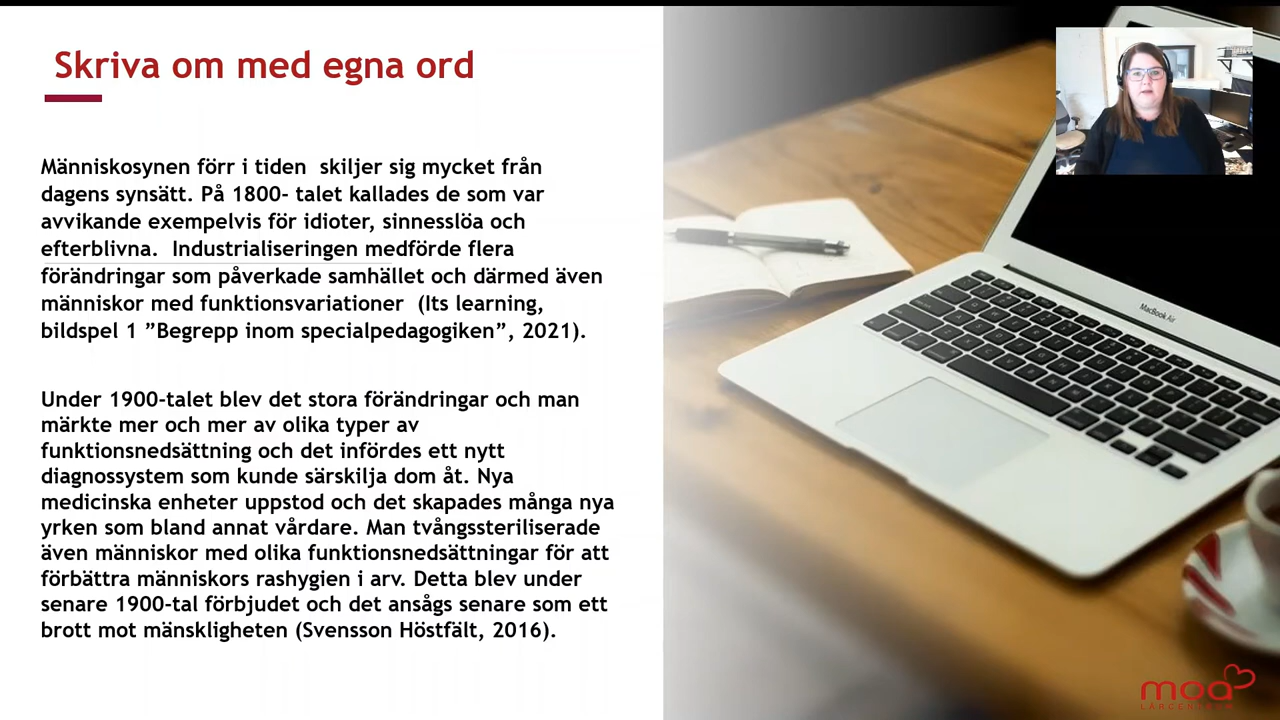 Skriva om med egna ord
Människosynen förr i tiden  skiljer sig mycket från
dagens synsätt. På 1800- talet kallades de som var
avvikande exempelvis för idioter, sinnesslöa och
efterblivna.  Industrialiseringen medförde flera
förändringar som påverkade samhället och därmed även
människor med funktionsvariationer  (Its learning,
bildspel 1 ”Begrepp inom specialpedagogiken”, 2021).
Under 1900-talet blev det stora förändringar och man
märkte mer och mer av olika typer av
funktionsnedsättning och det infördes ett nytt
diagnossystem som kunde särskilja dom åt. Nya
medicinska enheter uppstod och det skapades många nya
yrken som bland annat vårdare. Man tvångssteriliserade
även människor med olika funktionsnedsättningar för att
förbättra människors rashygien i arv. Detta blev under
senare 1900-tal förbjudet och det ansågs senare som ett
brott mot mänskligheten (Svensson Höstfält, 2016).
MacBook Air
moa
LÄRCENTRUM